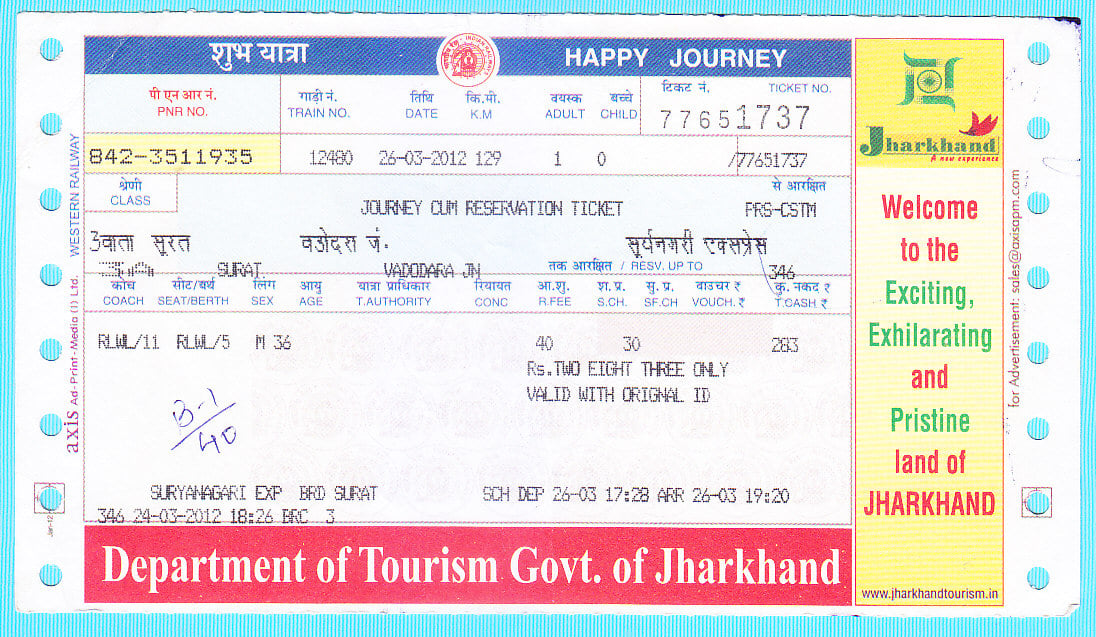 शुभ यात्रा HAPPY JOURNEY
पी एन आर नं. गाड़ी नं. तिथि कि.मी. वयस्क बच्चे टिकट नं. TICKET NO.
PNR NO. TRAIN NO. DATE K.M ADULT CHILD 77651737
842-3511935 12480 26-03-2012 129 1 0 /77651737
श्रेणी से आरक्षित
CLASS JOURNEY CUM RESERVATION TICKET PRS-CSTM
3वाता सूरत वडोदरा जं. सूर्यनगरी एक्सप्रेस
3A SURAT VADODARA JN तक आरक्षित / RESV. UP TO 346
कोच सीट/बर्थ लिंग आयु यात्रा प्राधिकार रियायत आ.शु. श.प्र. सु.प्र. वाउचर ₹ कु. नकद ₹
COACH SEAT/BERTH SEX AGE T.AUTHORITY CONC R.FEE S.CH. SF.CH VOUCH.₹ T.CASH.₹
RLWL/11 RLWL/5 M 36 40 30 283
Rs.TWO EIGHT THREE ONLY
VALID WITH ORIGNAL ID
B-1
40
SURYANAGARI EXP BRD SURAT SCH DEP 26-03 17:28 ARR 26-03 19:20
346 24-03-2012 18:26 BRC 3
Department of Tourism Govt. of Jharkhand
axis Ad-Print-Media (I) Ltd. WESTERN RAILWAY
Jan-12
Jharkhand
A new experience
Welcome
to the
Exciting,
Exhilarating
and
Pristine
land of
JHARKHAND
www.jharkhandtourism.in
for Advertisement: sales@axisapm.com